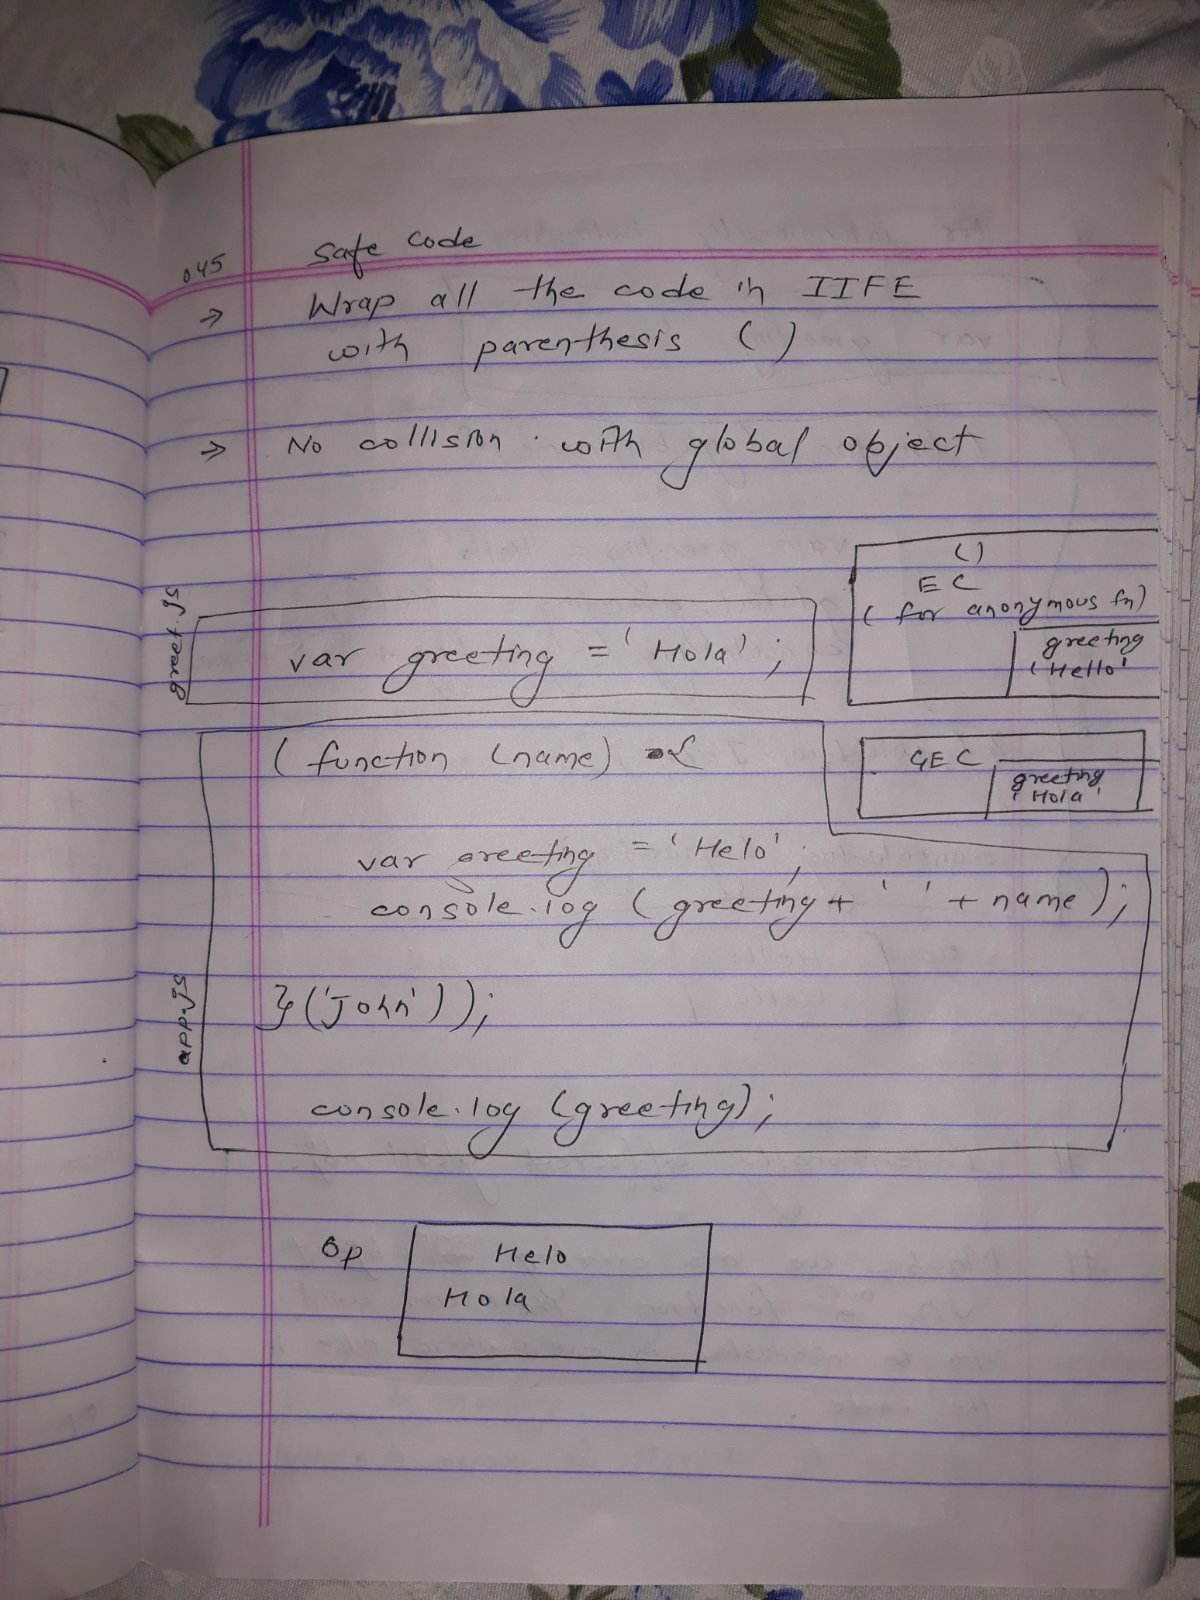 045 Safe Code
→ Wrap all the code in IIFE
with parenthesis ( )
→ No collision with global object
greet.js
var greeting = 'Hola';
( )
EC
( for anonymous fn)
greeting
'Hello'
(function (name) {
GEC
greeting
'Hola'
var greeting = 'Helo';
console.log (greeting + ' ' + name);
app.js
}('John'));
console.log (greeting);
Op
Helo
Hola